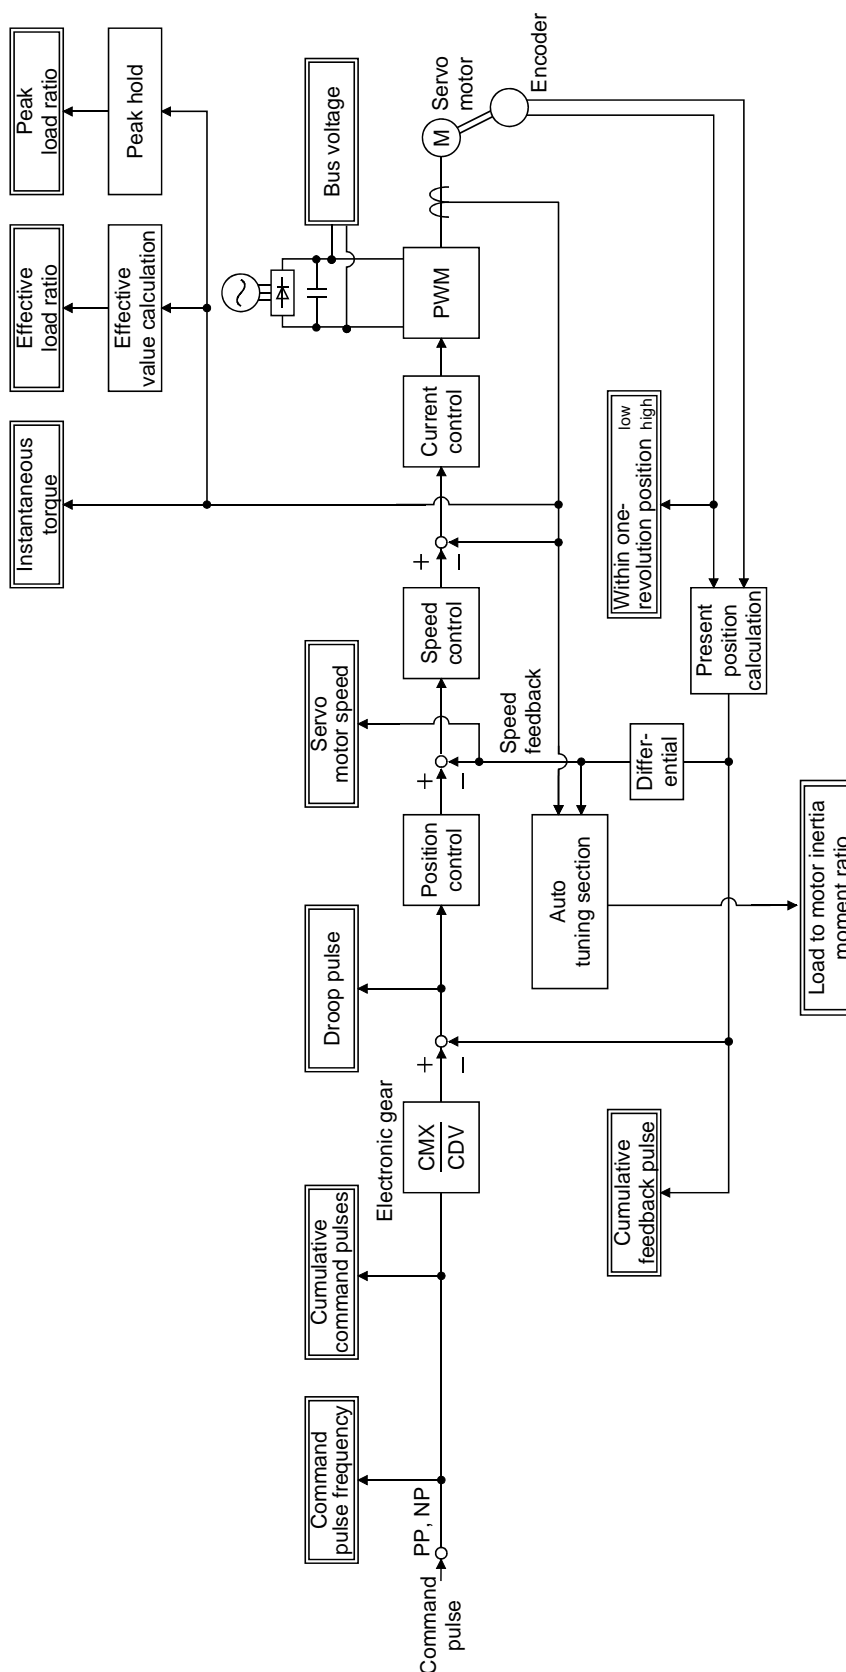 Command
pulse
PP, NP
Command
pulse frequency
Cumulative
command pulses
Electronic gear
CMX
CDV
+
−
Droop pulse
Position
control
+
−
Servo
motor speed
Speed
control
+
−
Instantaneous
torque
Current
control
Effective
load ratio
Effective
value calculation
Peak
load ratio
Peak hold
PWM
Bus voltage
M
Servo
motor
Encoder
Speed
feedback
Auto
tuning section
Differ-
ential
Within one-
revolution position
low
high
Present
position
calculation
Cumulative
feedback pulse
Load to motor inertia
moment ratio